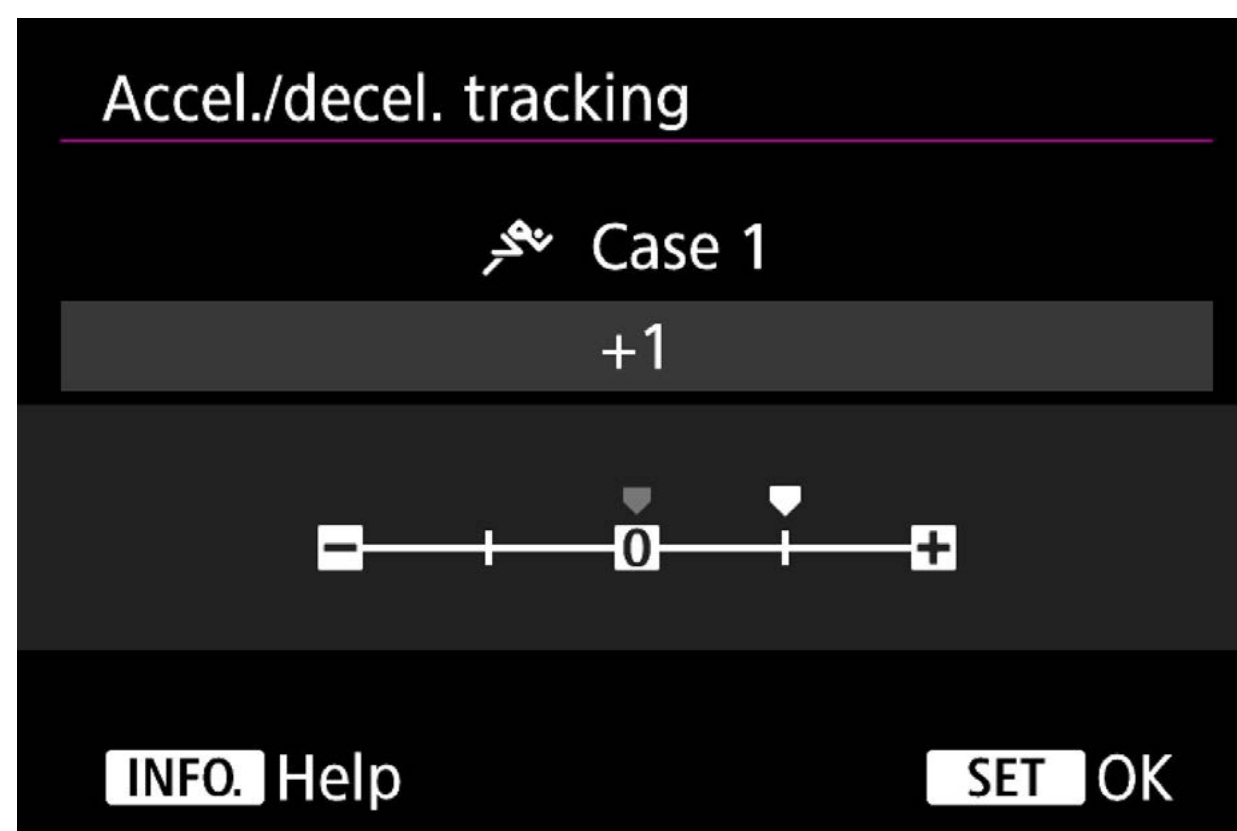 Accel./decel. tracking
Case 1
+1
- 0 +
INFO. Help SET OK